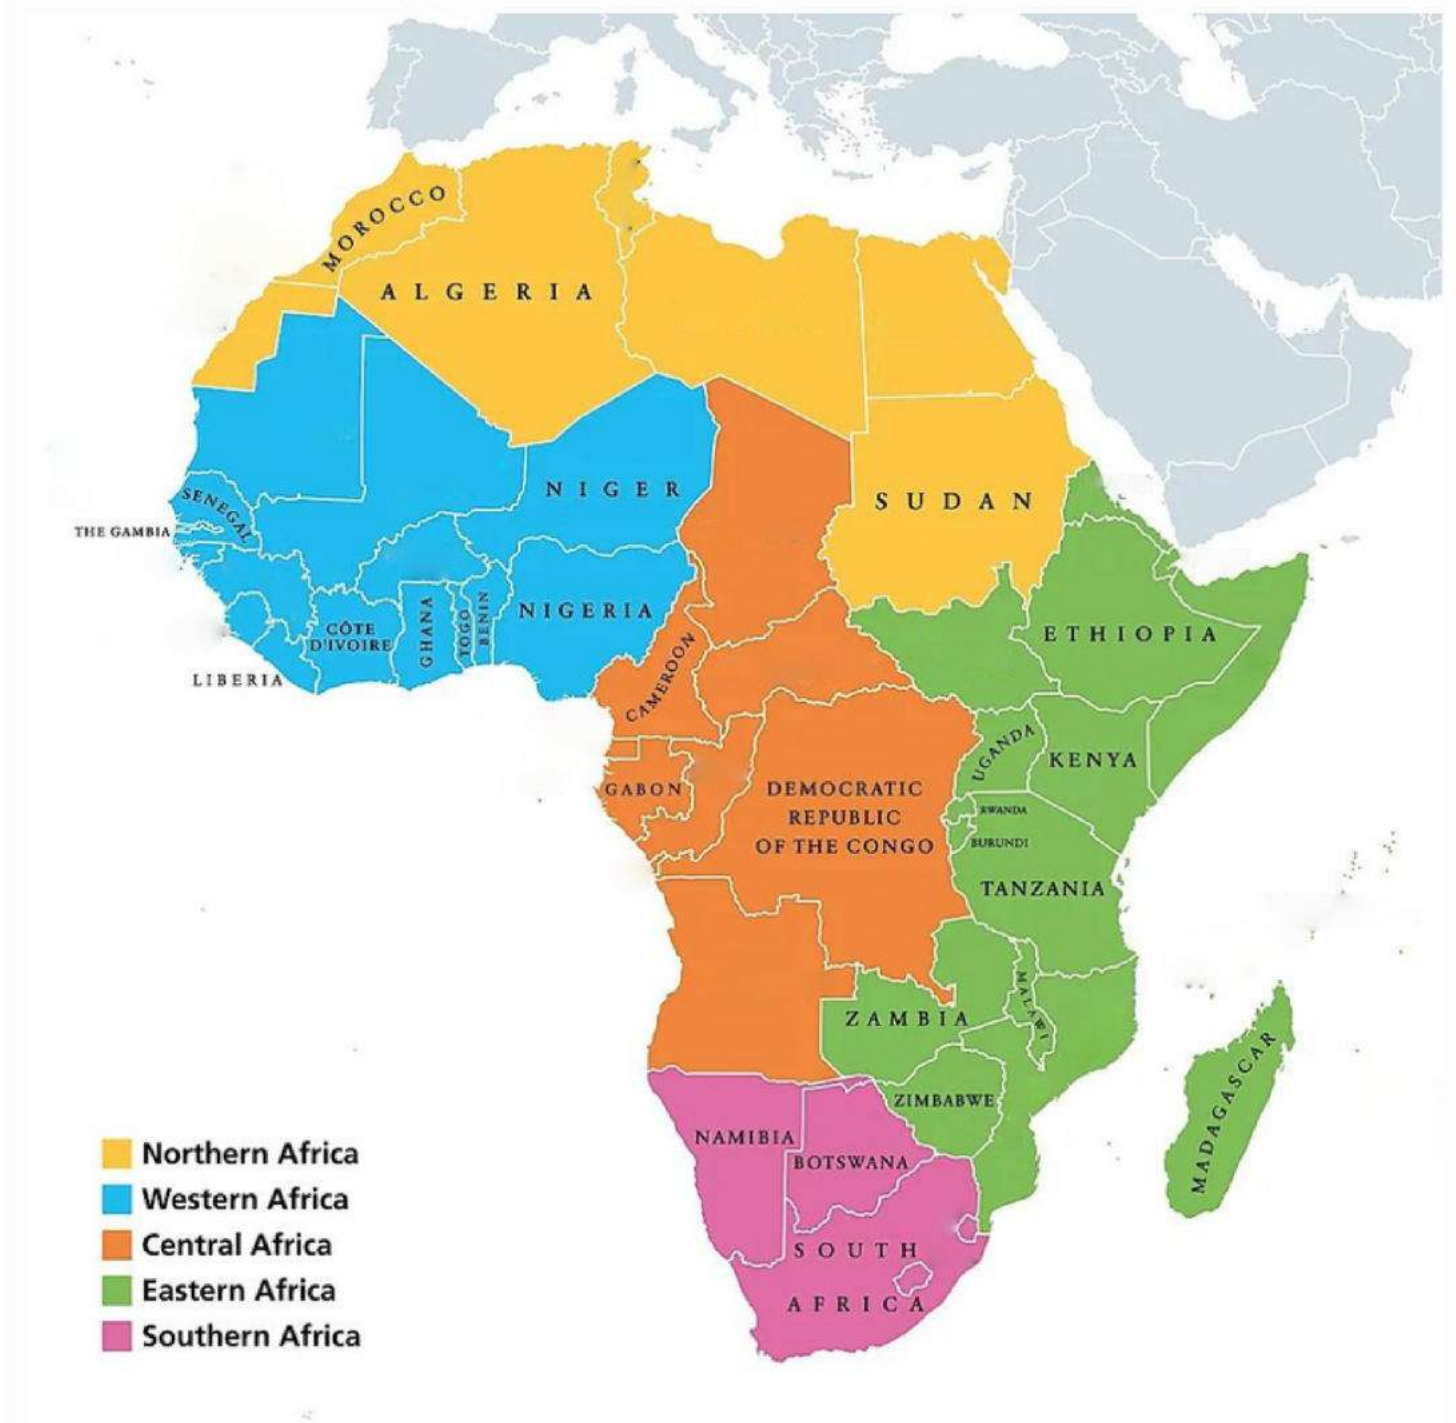 MOROCCO
ALGERIA
NIGER
SUDAN
SENEGAL
THE GAMBIA
CÔTE
D'IVOIRE
GHANA
TOGO
BENIN
NIGERIA
LIBERIA
ETHIOPIA
CAMEROON
UGANDA
KENYA
GABON
DEMOCRATIC
REPUBLIC
OF THE CONGO
RWANDA
BURUNDI
TANZANIA
MALAWI
ZAMBIA
MADAGASCAR
ZIMBABWE
NAMIBIA
BOTSWANA
SOUTH
AFRICA
Northern Africa
Western Africa
Central Africa
Eastern Africa
Southern Africa